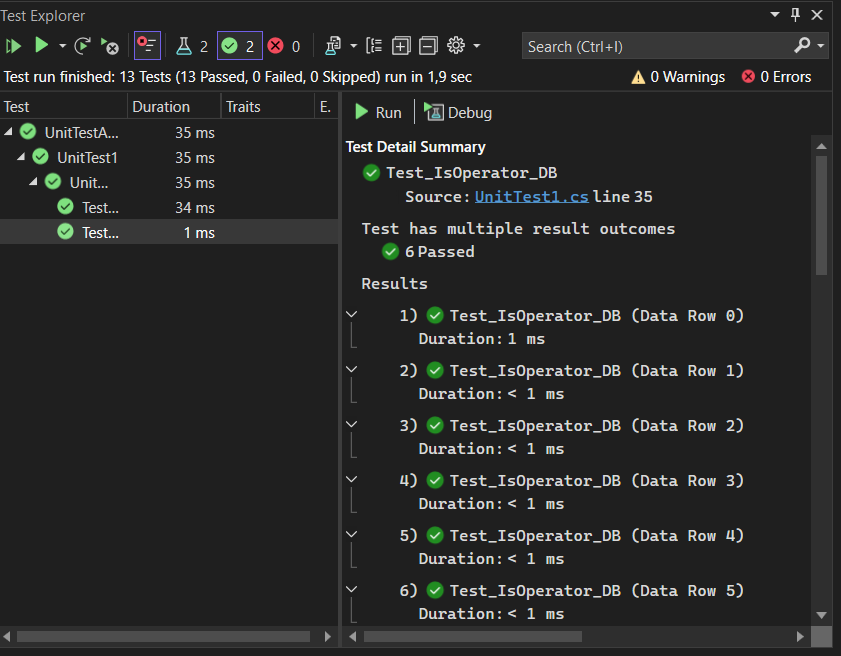 Test Explorer
2 2 0
Search (Ctrl+I)
Test run finished: 13 Tests (13 Passed, 0 Failed, 0 Skipped) run in 1,9 sec
0 Warnings 0 Errors
Test Duration Traits E.
UnitTestA... 35 ms
UnitTest1 35 ms
Unit... 35 ms
Test... 34 ms
Test... 1 ms
Run Debug
Test Detail Summary
Test_IsOperator_DB
Source: UnitTest1.cs line 35
Test has multiple result outcomes
6 Passed
Results
1) Test_IsOperator_DB (Data Row 0)
Duration: 1 ms
2) Test_IsOperator_DB (Data Row 1)
Duration: < 1 ms
3) Test_IsOperator_DB (Data Row 2)
Duration: < 1 ms
4) Test_IsOperator_DB (Data Row 3)
Duration: < 1 ms
5) Test_IsOperator_DB (Data Row 4)
Duration: < 1 ms
6) Test_IsOperator_DB (Data Row 5)
Duration: < 1 ms